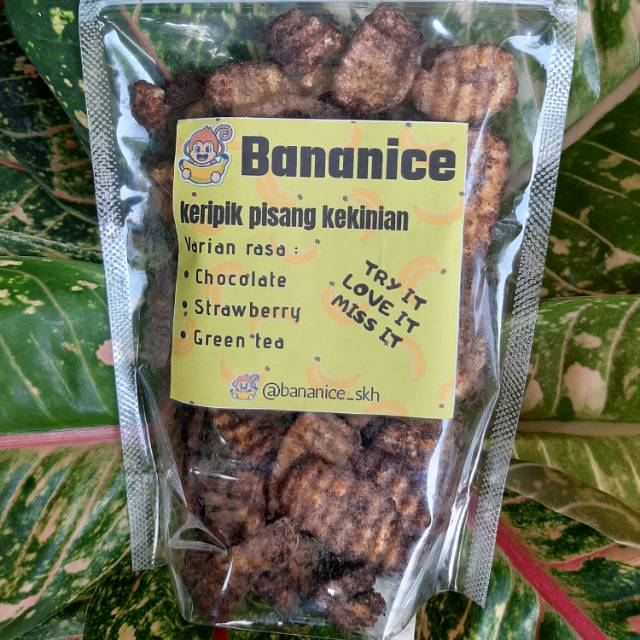 Bananice
keripik pisang kekinian
Varian rasa :
• Chocolate
• Strawberry
• Green tea
TRY IT
LOVE IT
MISS IT
@bananice_skh